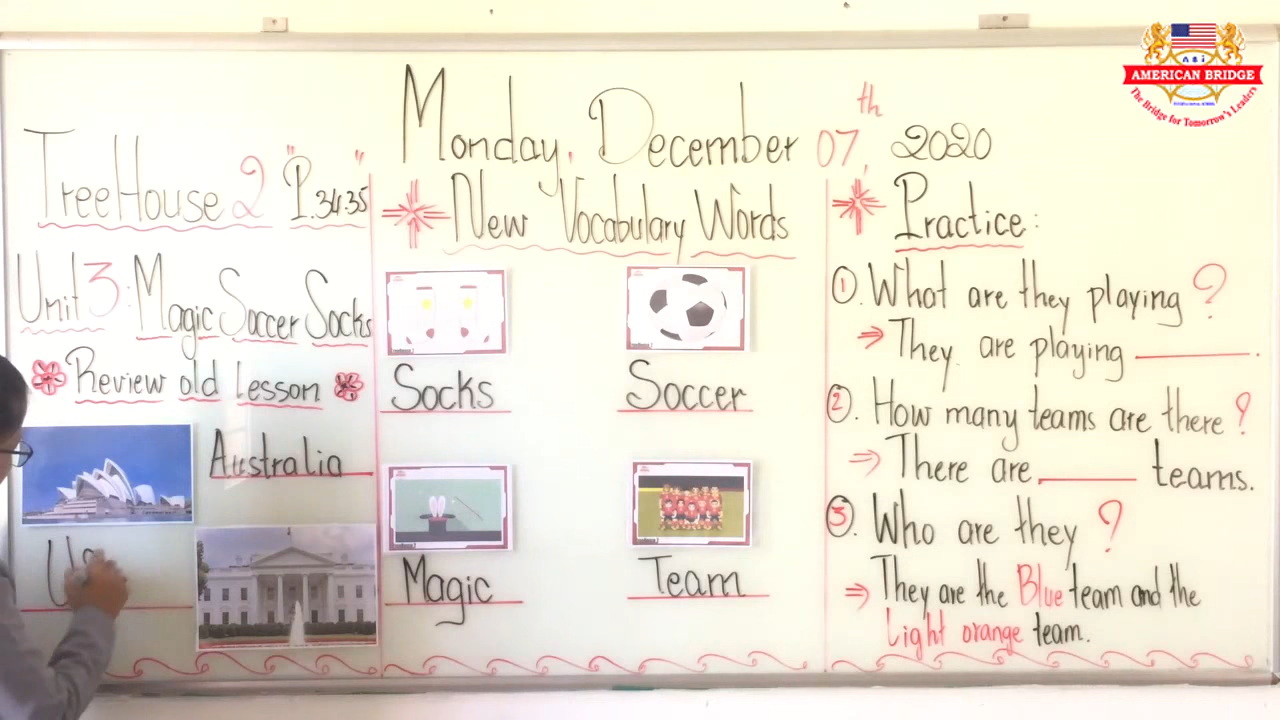 Monday, December 07th, 2020
TreeHouse 2 "P.34-35"
Unit 3: Magic Soccer Socks
Review old Lesson
Australia
US
New Vocabulary Words
Socks
Soccer
Magic
Team
Practice:
①. What are they playing?
⇒ They are playing ________.
②. How many teams are there?
⇒ There are ______ teams.
③. Who are they?
⇒ They are the Blue team and the
Light orange team.
AMERICAN BRIDGE
The Bridge for Tomorrow's Leaders